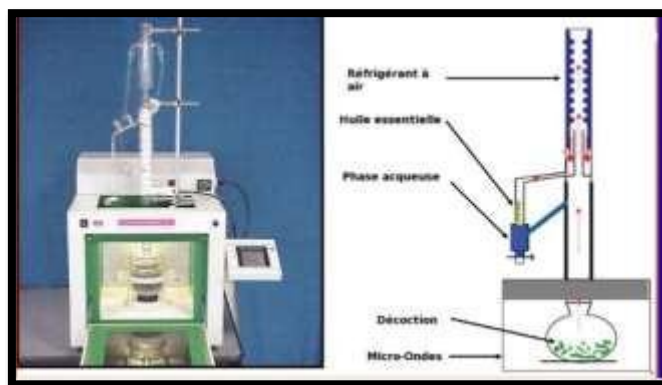 Réfrigérant à
air
Huile essentielle
Phase acqueuse
Décoction
Micro-Ondes